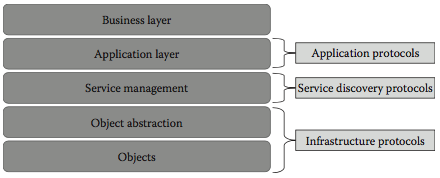 Business layer
Application layer
Application protocols
Service management
Service discovery protocols
Object abstraction
Infrastructure protocols
Objects